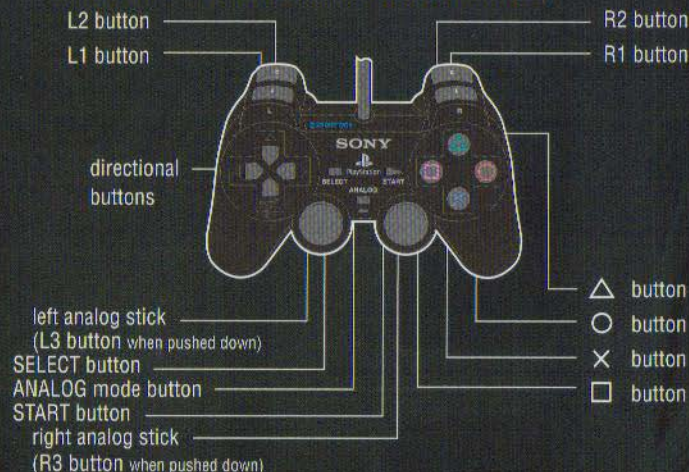 L2 button
R2 button
L1 button
R1 button
SONY
directional
buttons
PlayStation
SELECT
START
ANALOG
△ button
left analog stick
(L3 button when pushed down)
○ button
SELECT button
✕ button
ANALOG mode button
□ button
START button
right analog stick
(R3 button when pushed down)